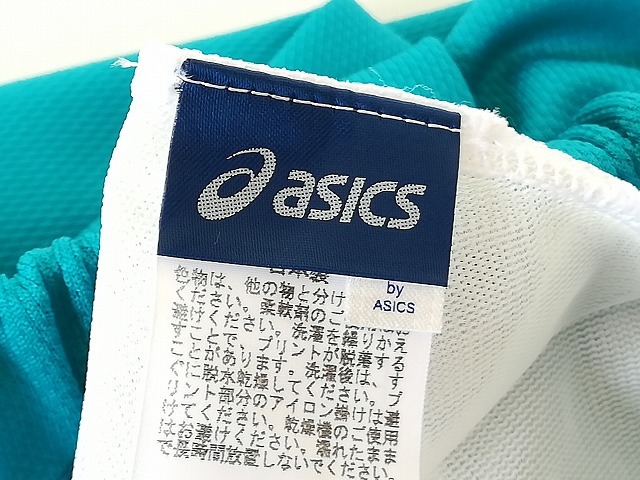 asics
by
ASICS
日本製
色物は、他の物と分け
ください。柔軟剤のご
避けください。洗濯を繰りかえ
すことで、プリントが脱落する
ことがあります。洗濯後は、す
ぐに脱水乾燥してください。プ
リント部分のアイロン掛けは避
けてください。乾燥機のご使用
はお避けください。濡れたまま
で長時間放置しないでください。